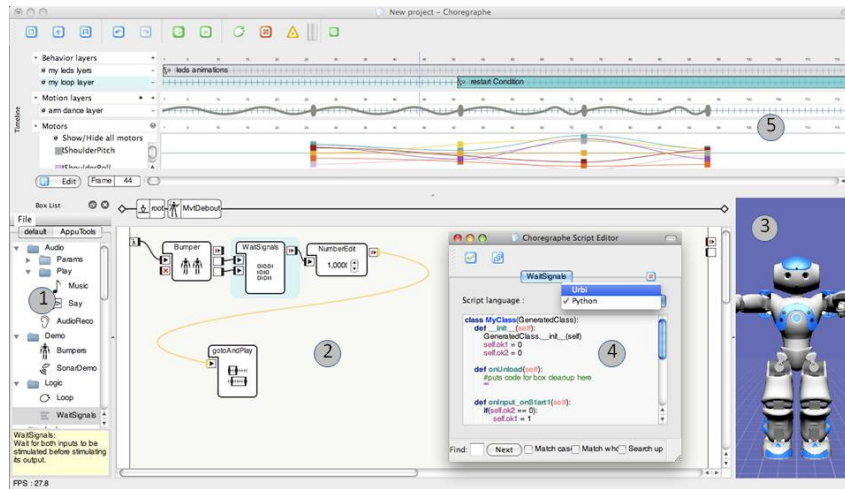 New project - Choregraphe
Behavior layers
# my leds lyers
leds animations
# my loop layer
restart Condition
Motion layers
# arm dance layer
Motors
# Show/Hide all motors
ShoulderPitch
Timeline
5
Edit
Frame
44
Box List
root
MvtDebout
File
default
AppuTools
Audio
Params
Play
Music
Say
AudioReco
Demo
Bumpers
SonarDemo
Logic
Loop
WaitSignals
1
WaitSignals:
Wait for both inputs to be
stimulated before stimulating
its output.
FPS : 27.8
Bumper
WaitSignals
NumberEdit
1,000(
gotoAndPlay
2
Choregraphe Script Editor
WaitSignals
Script language :
Urbi
✓ Python
class MyClass(GeneratedClass):
def __init__(self):
GeneratedClass.__init__(self)
self.ok1 = 0
self.ok2 = 0
def onUnload(self):
#puts code for box cleanup here
def onInput_onStart1(self):
if(self.ok2 == 0):
self.ok1 = 1
4
Find:
Next
Match cas
Match who
Search up
3